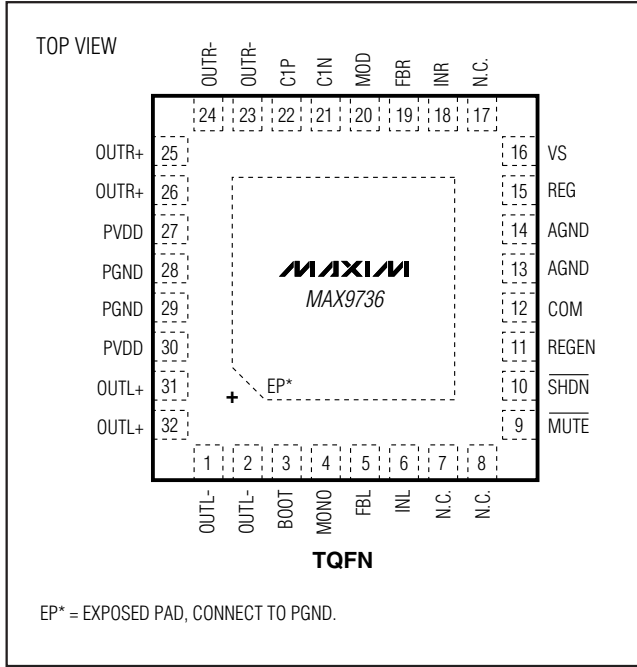 TOP VIEW
OUTR-
OUTR-
C1P
C1N
MOD
FBR
INR
N.C.
24
23
22
21
20
19
18
17
OUTR+ 25
16 VS
OUTR+ 26
15 REG
PVDD 27
14 AGND
PGND 28
13 AGND
PGND 29
12 COM
PVDD 30
11 REGEN
OUTL+ 31
10 SHDN
OUTL+ 32
9 MUTE
MAXIM
MAX9736
+
EP*
1
2
3
4
5
6
7
8
OUTL-
OUTL-
BOOT
MONO
FBL
INL
N.C.
N.C.
TQFN
EP* = EXPOSED PAD, CONNECT TO PGND.